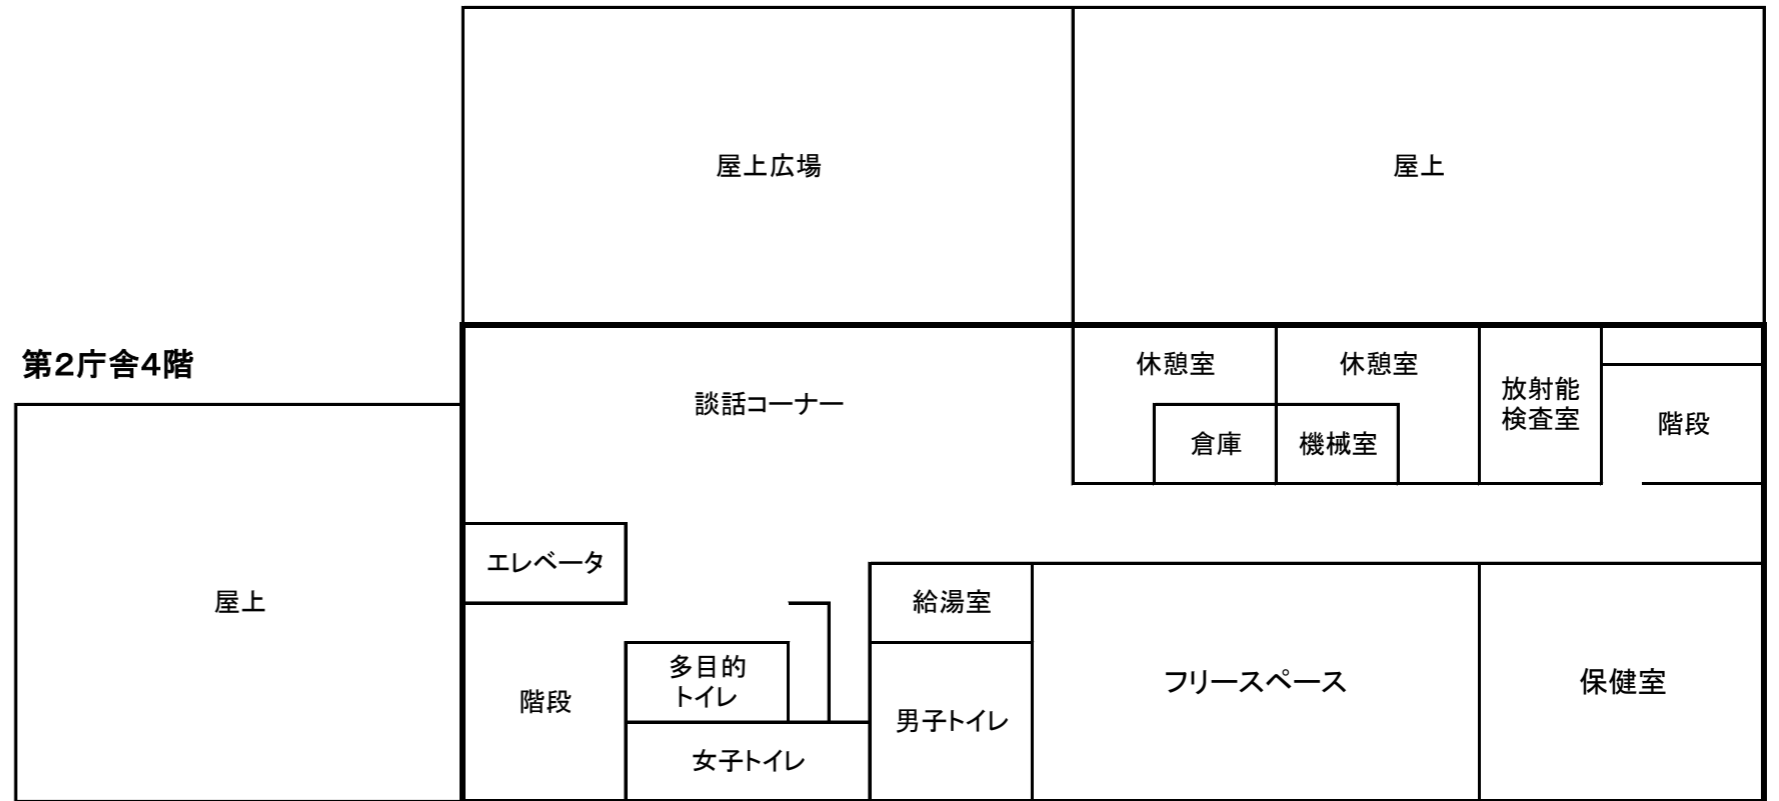 屋上広場
屋上
第2庁舎4階
休憩室
休憩室
放射能
検査室
談話コーナー
階段
倉庫
機械室
エレベータ
屋上
給湯室
多目的
トイレ
フリースペース
保健室
階段
男子トイレ
女子トイレ